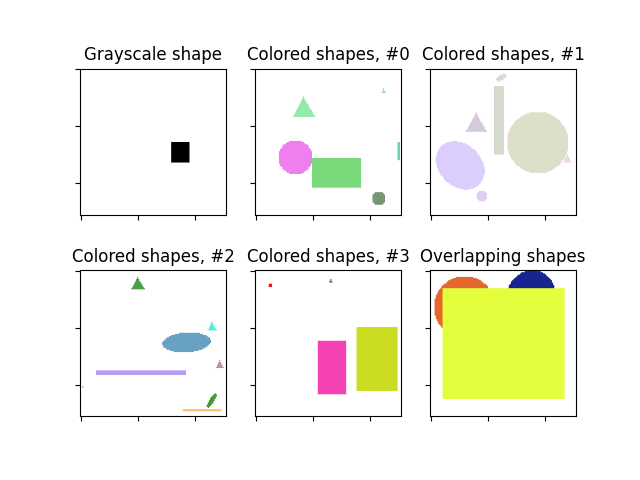 Grayscale shape
Colored shapes, #0
Colored shapes, #1
Colored shapes, #2
Colored shapes, #3
Overlapping shapes